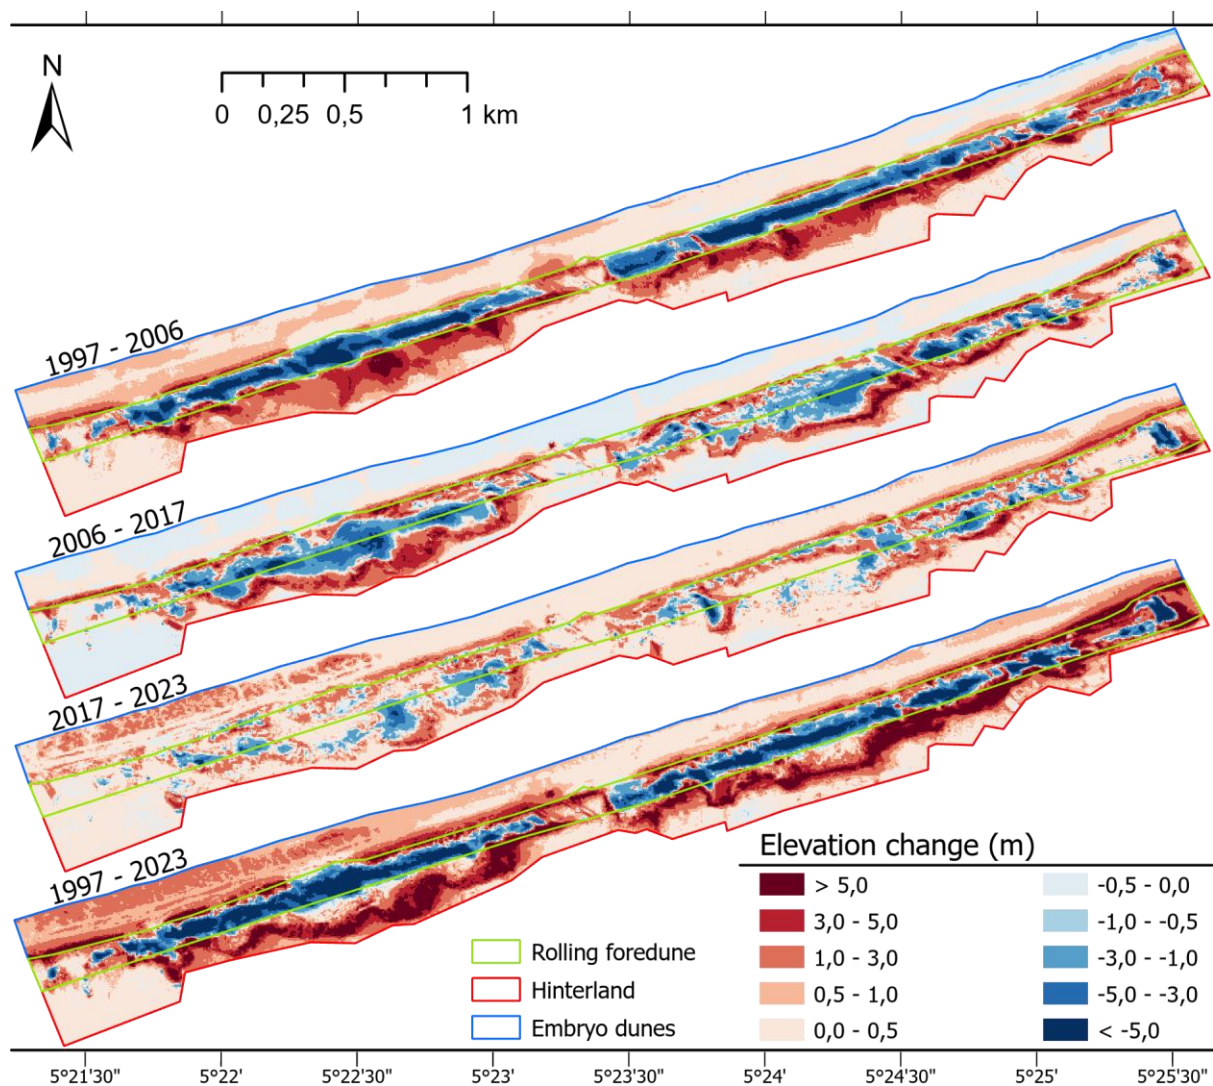 N
0 0,25 0,5 1 km
1997 - 2006
2006 - 2017
2017 - 2023
1997 - 2023
Elevation change (m)
> 5,0
3,0 - 5,0
1,0 - 3,0
0,5 - 1,0
0,0 - 0,5
-0,5 - 0,0
-1,0 - -0,5
-3,0 - -1,0
-5,0 - -3,0
< -5,0
Rolling foredune
Hinterland
Embryo dunes
5°21'30" 5°22' 5°22'30" 5°23' 5°23'30" 5°24' 5°24'30" 5°25' 5°25'30"